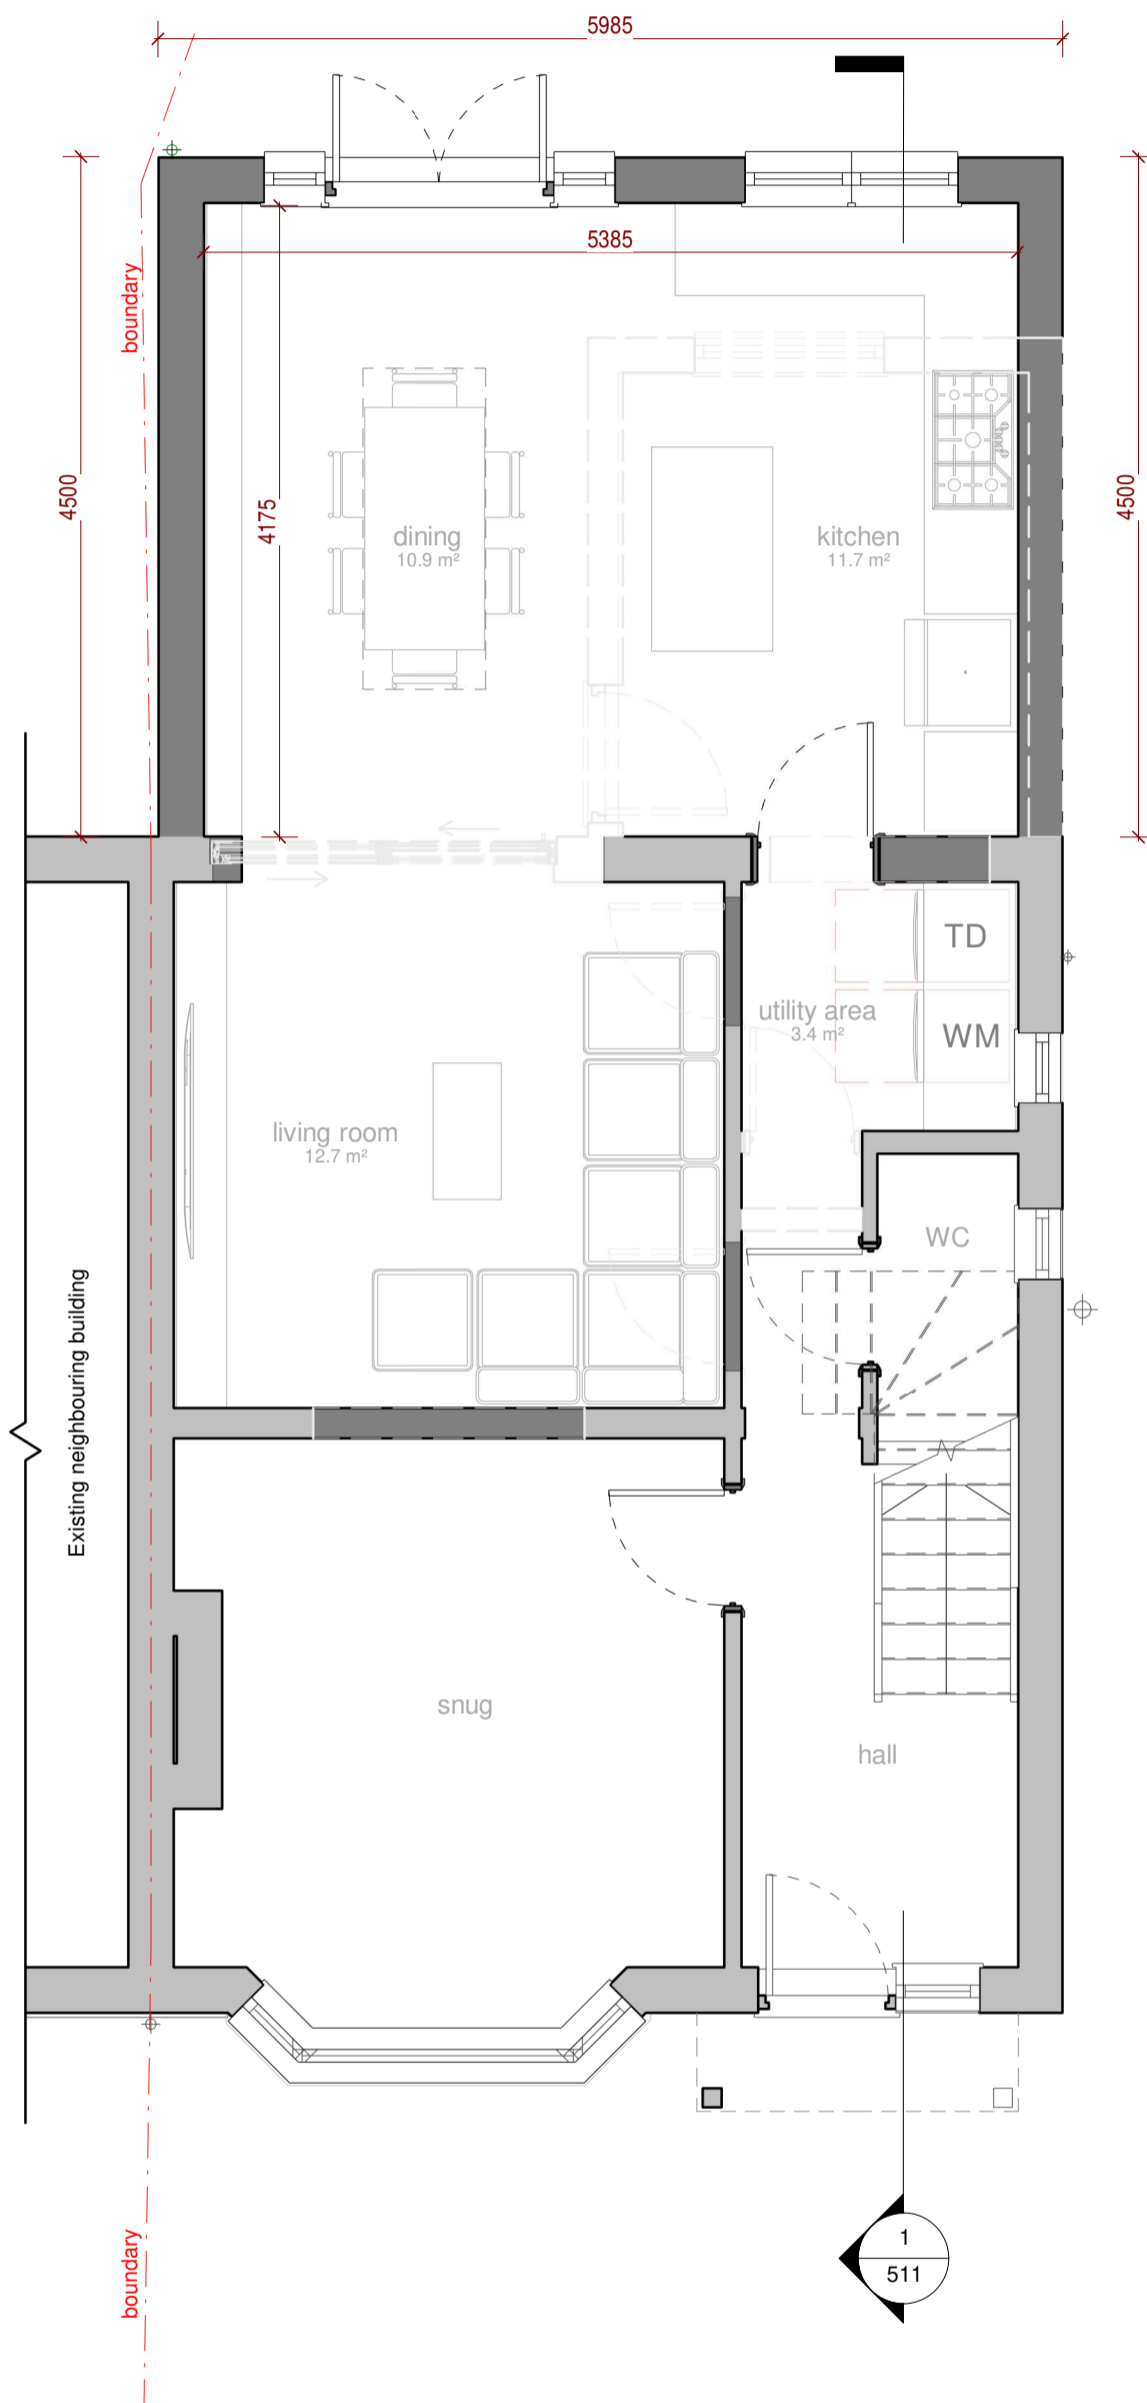 5985
5385
boundary
4500
4175
4500
dining
10.9 m²
kitchen
11.7 m²
TD
utility area
3.4 m²
WM
living room
12.7 m²
WC
Existing neighbouring building
snug
hall
boundary
1
511